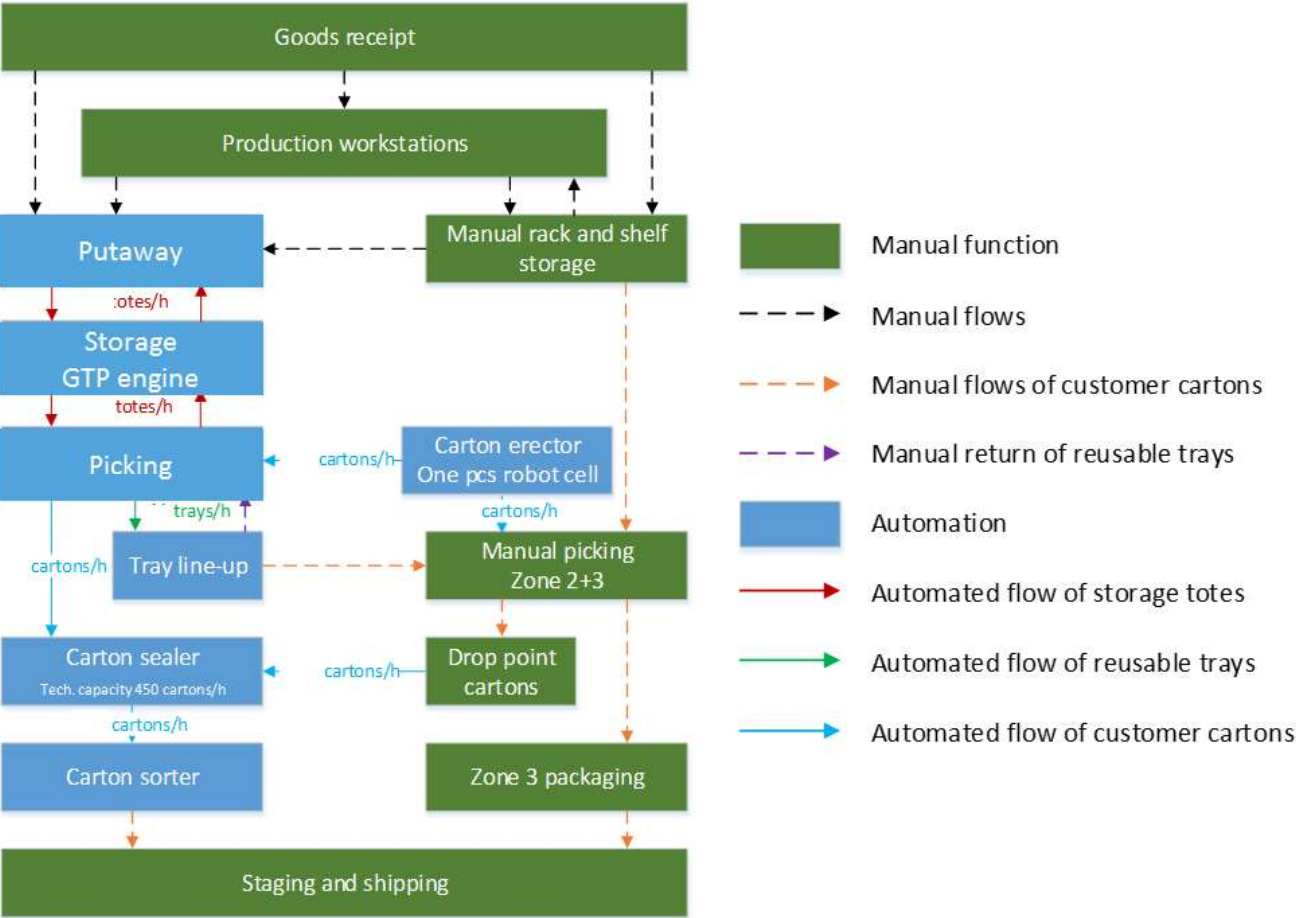 Goods receipt
Production workstations
Putaway
Manual rack and shelf
storage
totes/h
Storage
GTP engine
totes/h
Picking
cartons/h
Carton erector
One pcs robot cell
trays/h
cartons/h
cartons/h
Tray line-up
Manual picking
Zone 2+3
Carton sealer
Tech. capacity 450 cartons/h
cartons/h
Drop point
cartons
cartons/h
Carton sorter
Zone 3 packaging
Staging and shipping
Manual function
Manual flows
Manual flows of customer cartons
Manual return of reusable trays
Automation
Automated flow of storage totes
Automated flow of reusable trays
Automated flow of customer cartons